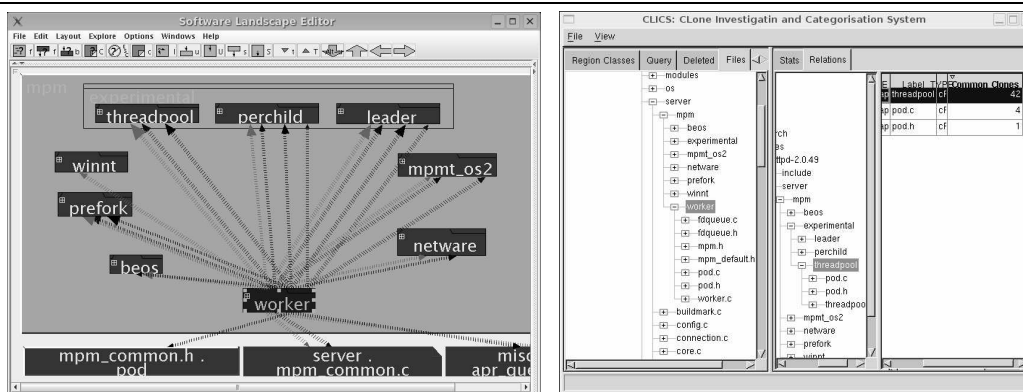 Software Landscape Editor
File Edit Layout Explore Options Windows Help
mpm
experimental
threadpool
perchild
leader
winnt
mpmt_os2
prefork
netware
beos
worker
mpm_common.h .
pod
server .
mpm_common.c
misc
apr_que
CLICS: CLone Investigatin and Categorisation System
File View
Region Classes Query Deleted Files
modules
os
server
mpm
beos
experimental
mpmt_os2
netware
prefork
winnt
worker
fdqueue.c
fdqueue.h
mpm.h
mpm_default.h
pod.c
pod.h
worker.c
buildmark.c
config.c
connection.c
core.c
Stats Relations
rch
es
ttpd-2.0.49
include
server
mpm
beos
experimental
leader
perchild
threadpool
pod.c
pod.h
threadpoo
mpmt_os2
netware
prefork
winnt
Label Common Clones
ap threadpool cF 42
ap pod.c cF 4
ap pod.h cF 1